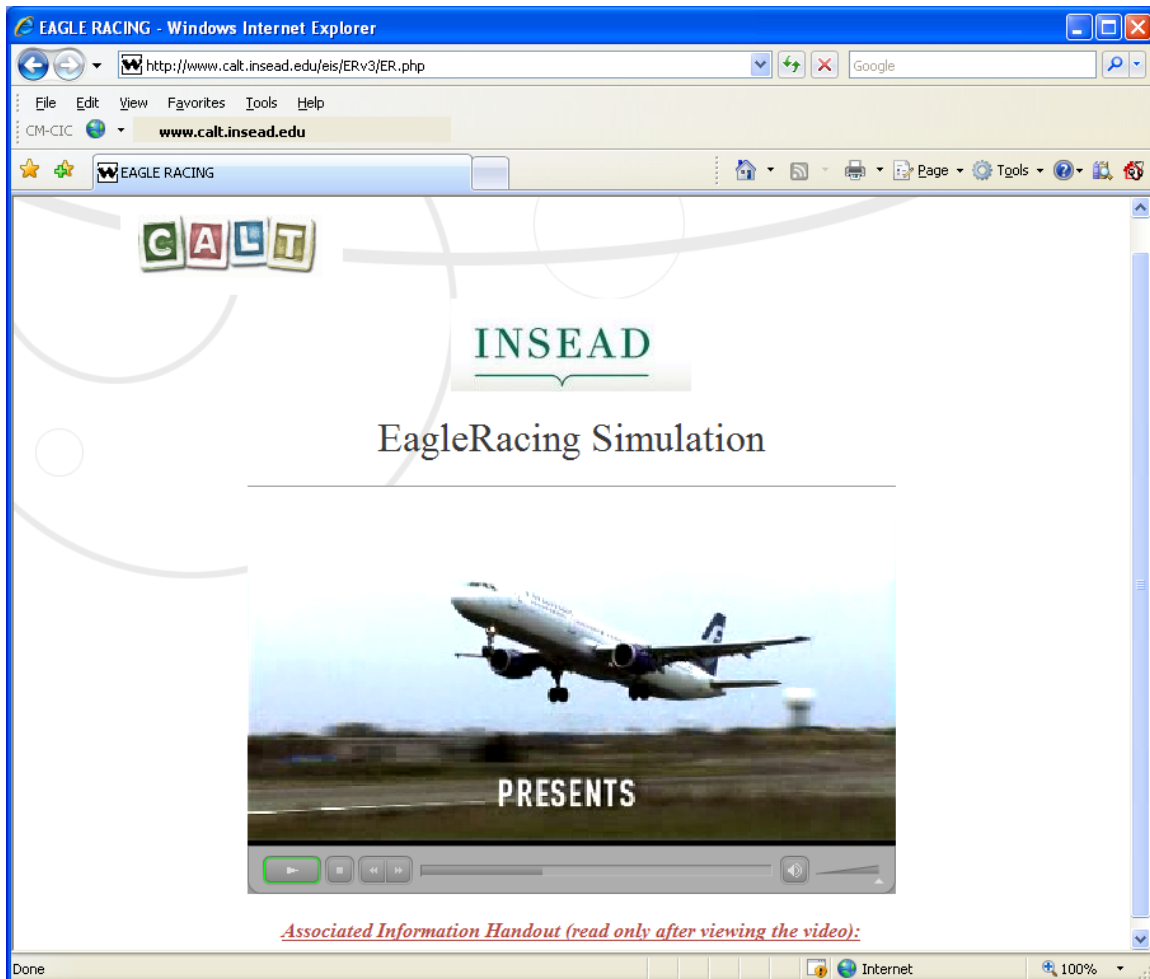 EAGLE RACING - Windows Internet Explorer
http://www.calt.insead.edu/eis/ERv3/ER.php
Google
File Edit View Favorites Tools Help
CM-CIC www.calt.insead.edu
EAGLE RACING
Page Tools
CALT
INSEAD
EagleRacing Simulation
PRESENTS
Associated Information Handout (read only after viewing the video):
Done Internet 100%